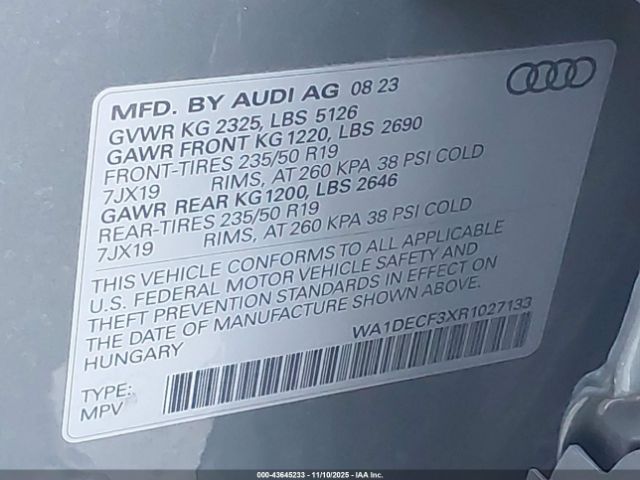 MFD. BY AUDI AG 08 23
GVWR KG 2325, LBS 5126
GAWR FRONT KG 1220, LBS 2690
FRONT-TIRES 235/50 R19
7JX19 RIMS, AT 260 KPA 38 PSI COLD
GAWR REAR KG 1200, LBS 2646
REAR-TIRES 235/50 R19
7JX19 RIMS, AT 260 KPA 38 PSI COLD
THIS VEHICLE CONFORMS TO ALL APPLICABLE
U.S. FEDERAL MOTOR VEHICLE SAFETY AND
THEFT PREVENTION STANDARDS IN EFFECT ON
THE DATE OF MANUFACTURE SHOWN ABOVE.
HUNGARY
WA1DECF3XR1027133
TYPE:
MPV
000-43645233 - 11/10/2025 - IAA Inc.